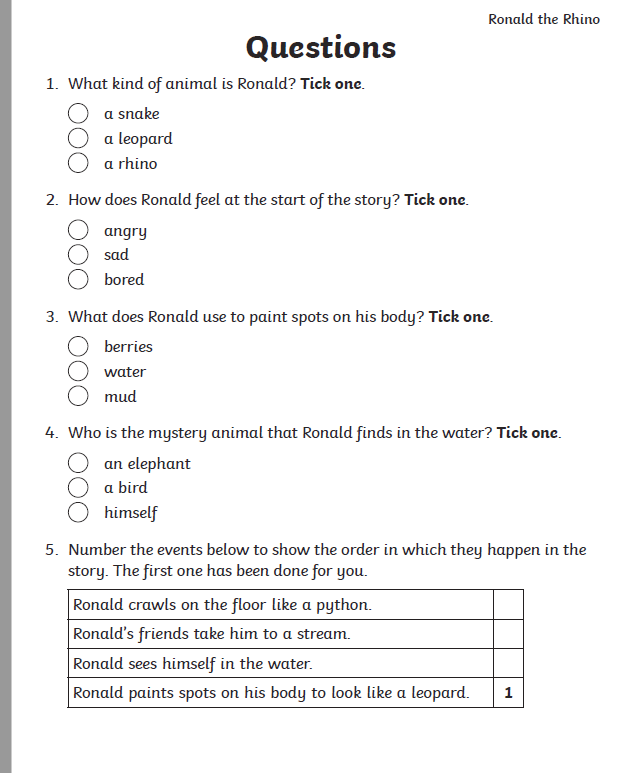 Ronald the Rhino
Questions
1. What kind of animal is Ronald? Tick one.
a snake
a leopard
a rhino
2. How does Ronald feel at the start of the story? Tick one.
angry
sad
bored
3. What does Ronald use to paint spots on his body? Tick one.
berries
water
mud
4. Who is the mystery animal that Ronald finds in the water? Tick one.
an elephant
a bird
himself
5. Number the events below to show the order in which they happen in the
story. The first one has been done for you.
Ronald crawls on the floor like a python.
Ronald's friends take him to a stream.
Ronald sees himself in the water.
Ronald paints spots on his body to look like a leopard. 1